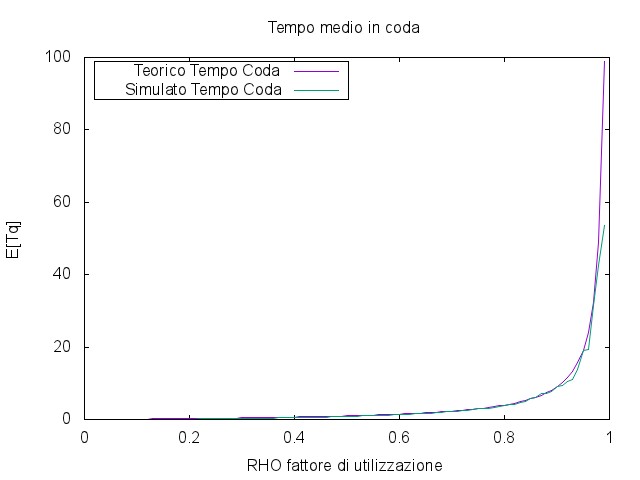 Tempo medio in coda
Teorico Tempo Coda
Simulato Tempo Coda
100
80
60
40
20
0
E[Tq]
0 0.2 0.4 0.6 0.8 1
RHO fattore di utilizzazione